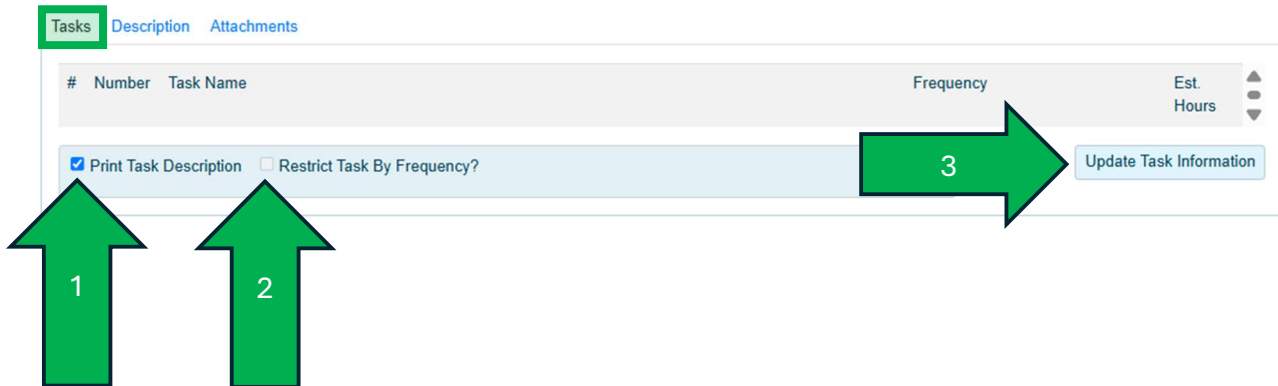 Tasks Description Attachments
# Number Task Name Frequency Est. Hours
Print Task Description Restrict Task By Frequency? 3 Update Task Information
1 2